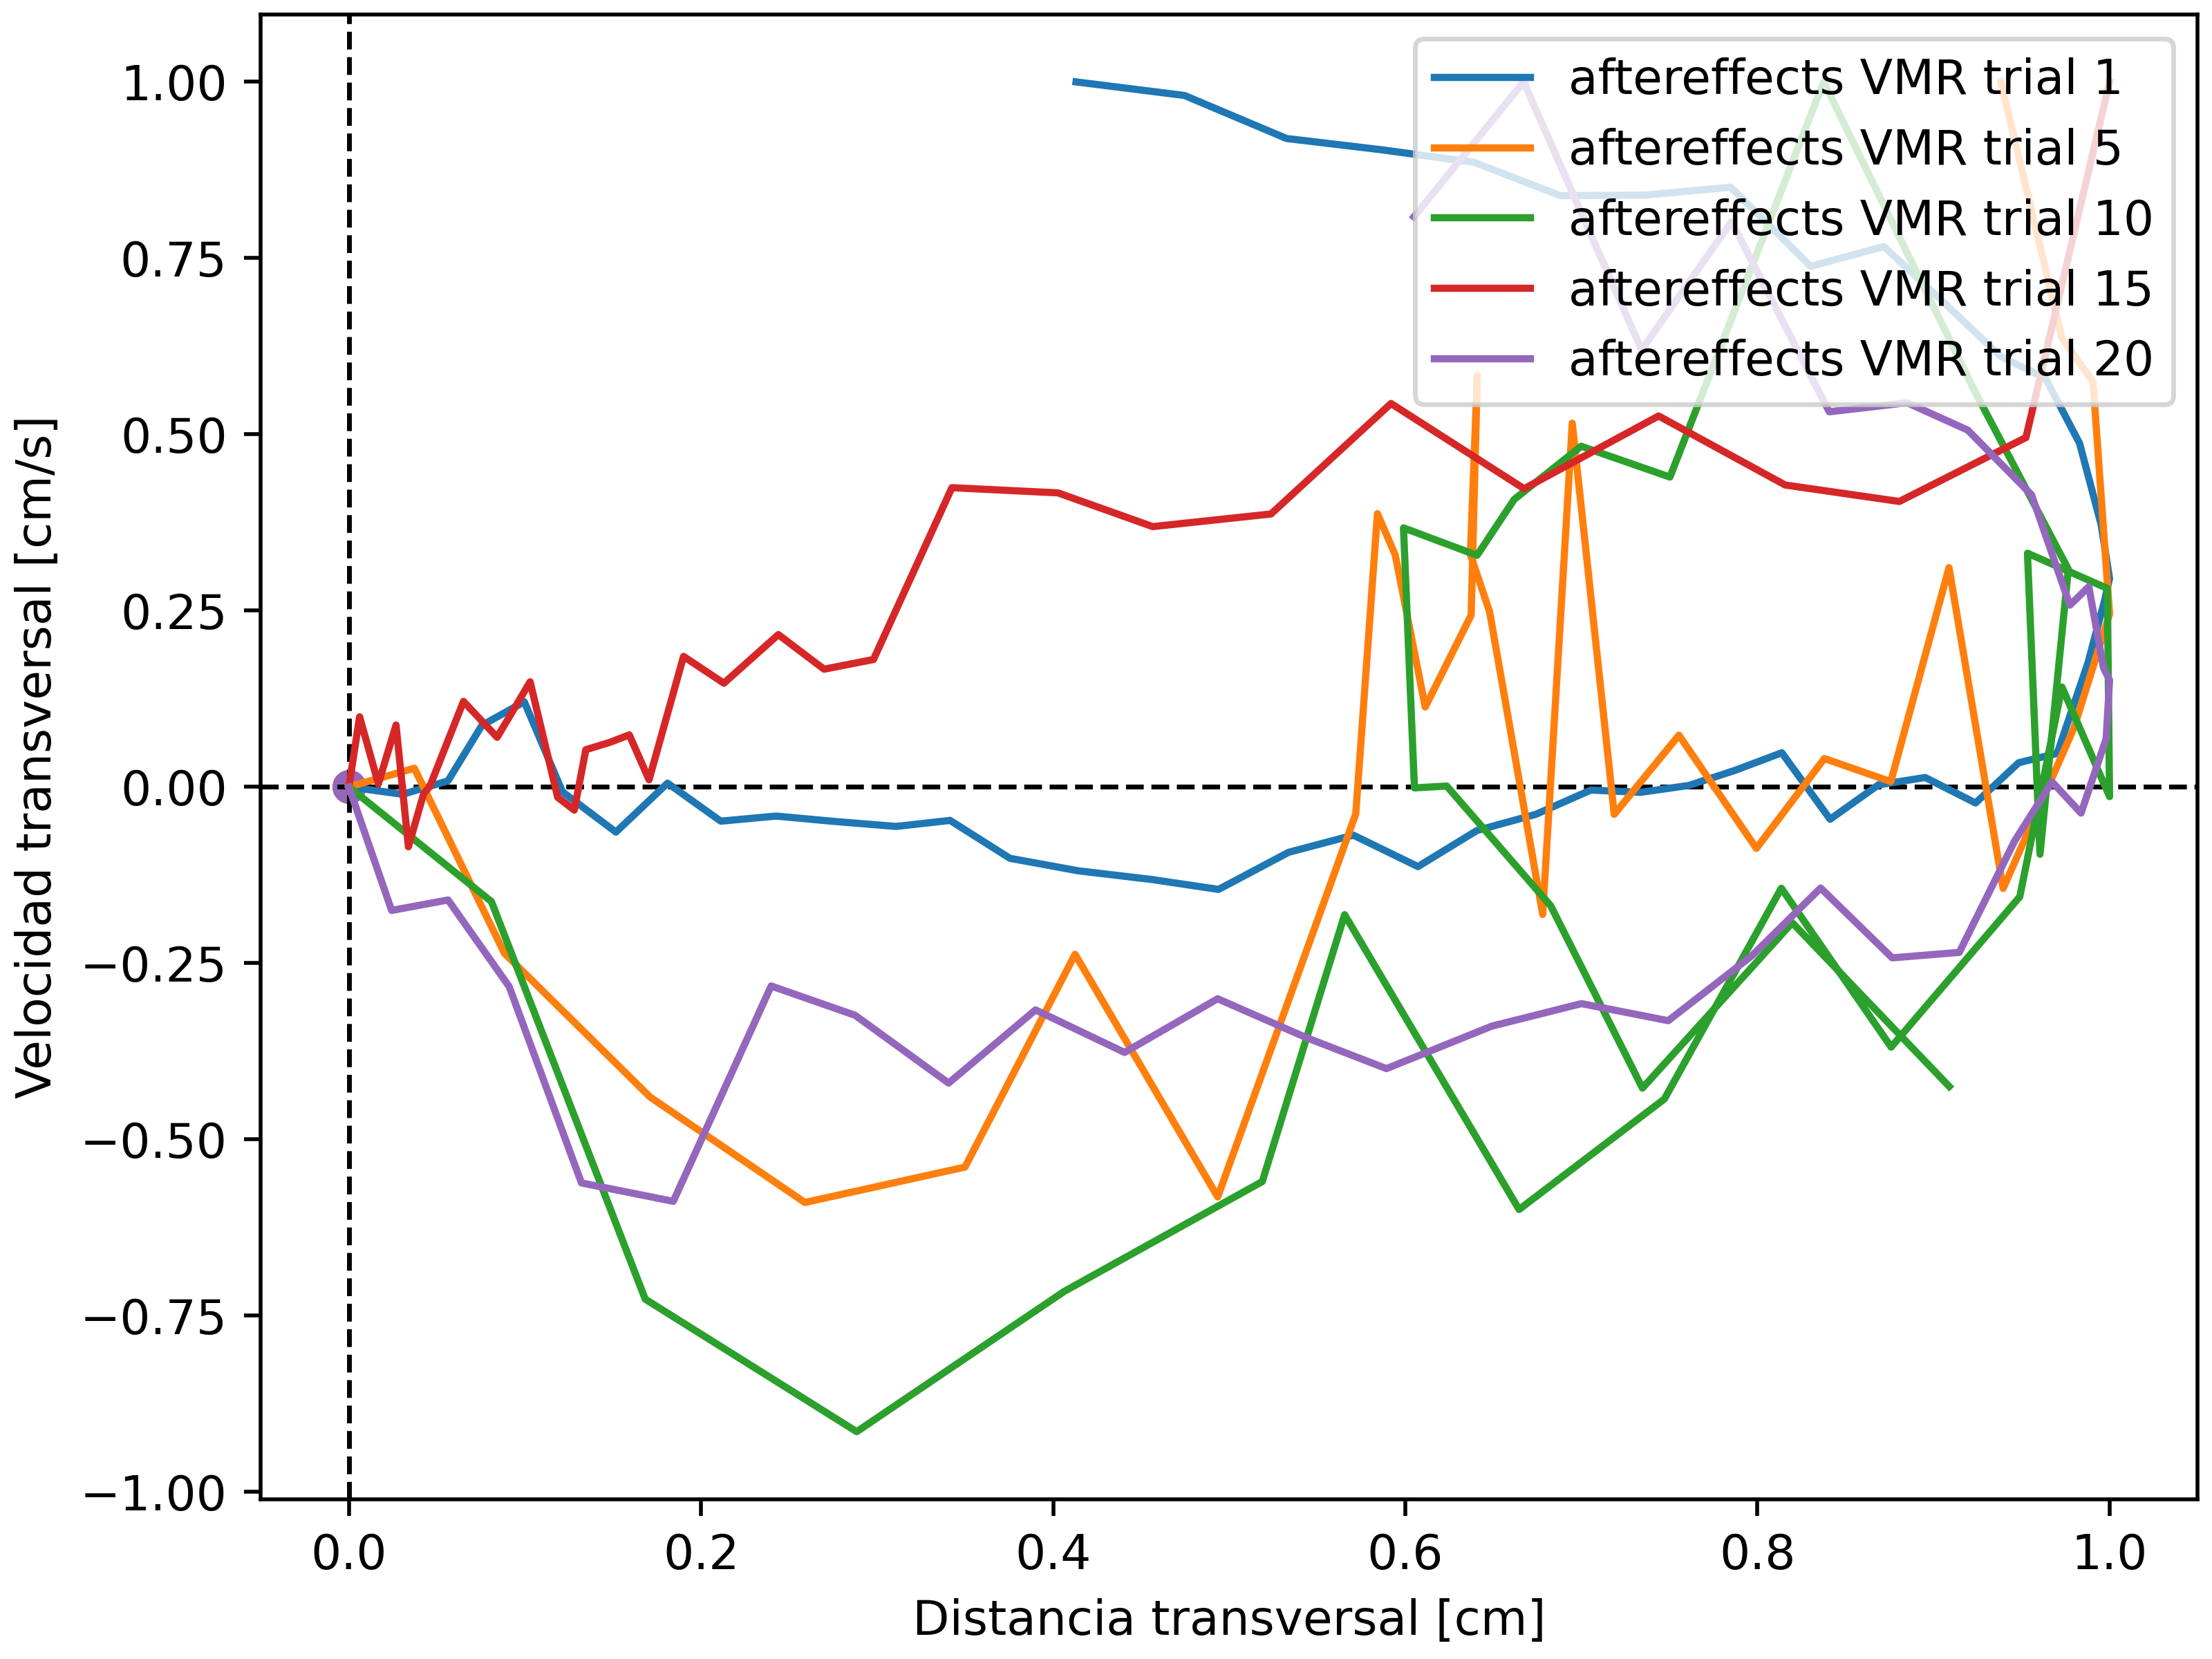 Velocidad transversal [cm/s]
1.00
0.75
0.50
0.25
0.00
−0.25
−0.50
−0.75
−1.00
aftereffects VMR trial 1
aftereffects VMR trial 5
aftereffects VMR trial 10
aftereffects VMR trial 15
aftereffects VMR trial 20
0.0 0.2 0.4 0.6 0.8 1.0
Distancia transversal [cm]